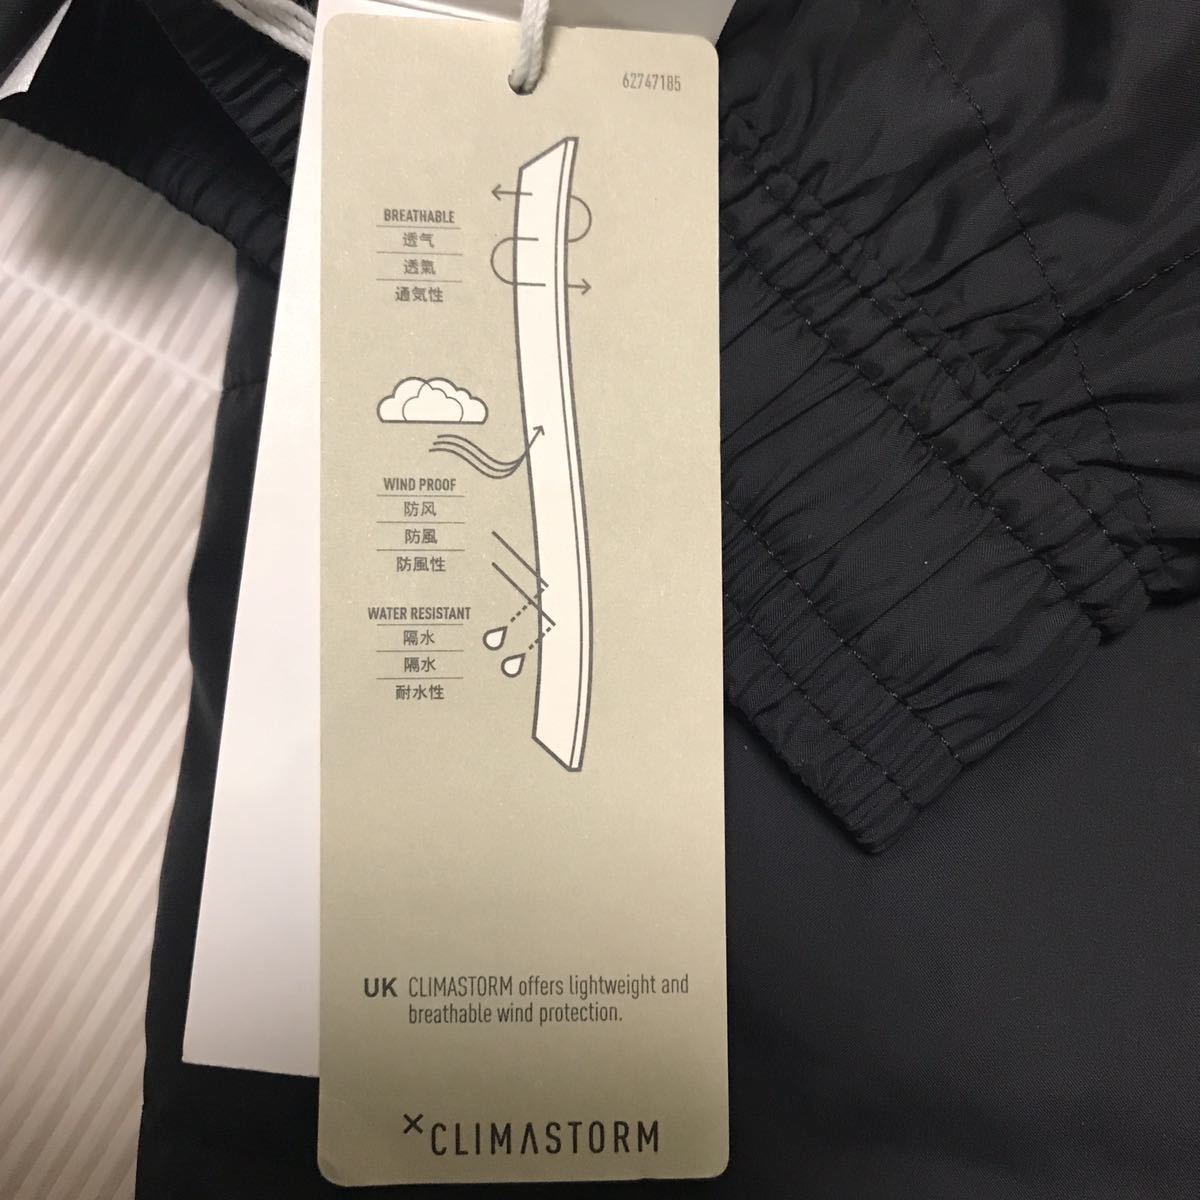 62747185
BREATHABLE
透气
透氣
通気性
WIND PROOF
防风
防風
防風性
WATER RESISTANT
隔水
隔水
耐水性
UK CLIMASTORM offers lightweight and
breathable wind protection.
×CLIMASTORM